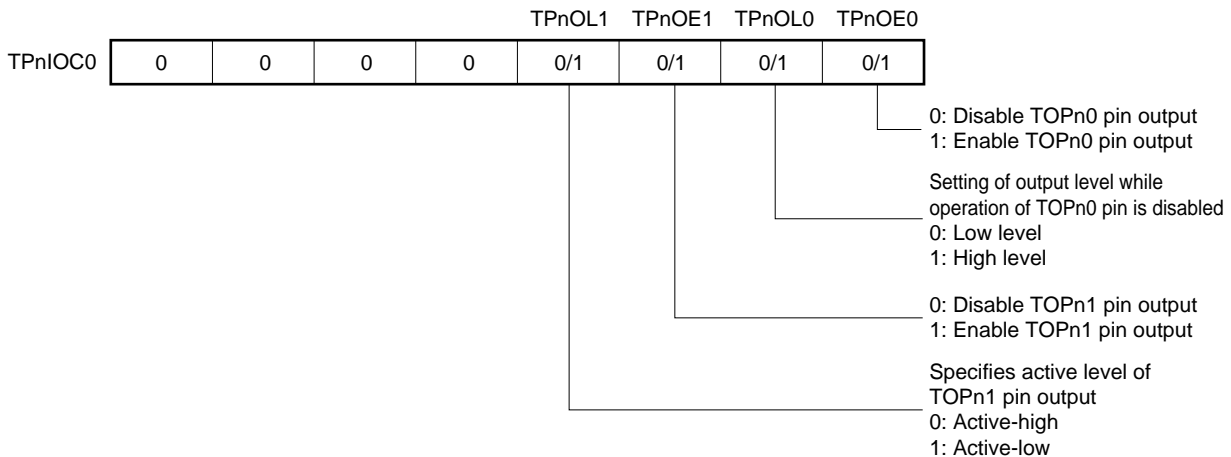 TPnOL1 TPnOE1 TPnOL0 TPnOE0
TPnIOC0 0 0 0 0 0/1 0/1 0/1 0/1
0: Disable TOPn0 pin output
1: Enable TOPn0 pin output
Setting of output level while
operation of TOPn0 pin is disabled
0: Low level
1: High level
0: Disable TOPn1 pin output
1: Enable TOPn1 pin output
Specifies active level of
TOPn1 pin output
0: Active-high
1: Active-low